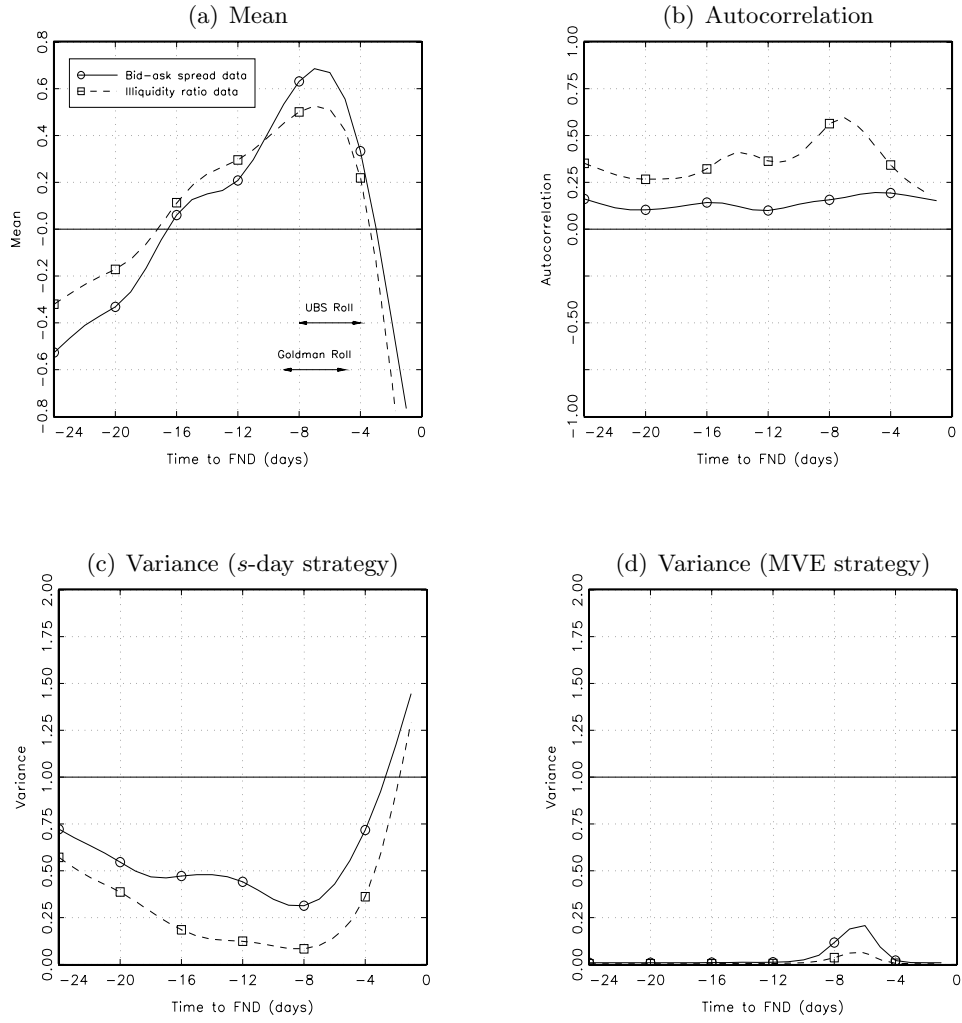 (a) Mean
(b) Autocorrelation
Bid-ask spread data
Illiquidity ratio data
0.8
0.6
0.4
0.2
-0.0
-0.2
-0.4
-0.6
-0.8
Mean
UBS Roll
Goldman Roll
-24 -20 -16 -12 -8 -4 0
Time to FND (days)
1.00
0.75
0.50
0.25
0.00
-0.50
-1.00
Autocorrelation
-24 -20 -16 -12 -8 -4 0
Time to FND (days)
(c) Variance (s-day strategy)
(d) Variance (MVE strategy)
2.00
1.75
1.50
1.25
1.00
0.75
0.50
0.25
0.00
Variance
-24 -20 -16 -12 -8 -4 0
Time to FND (days)
2.00
1.75
1.50
1.25
1.00
0.75
0.50
0.25
0.00
Variance
-24 -20 -16 -12 -8 -4 0
Time to FND (days)